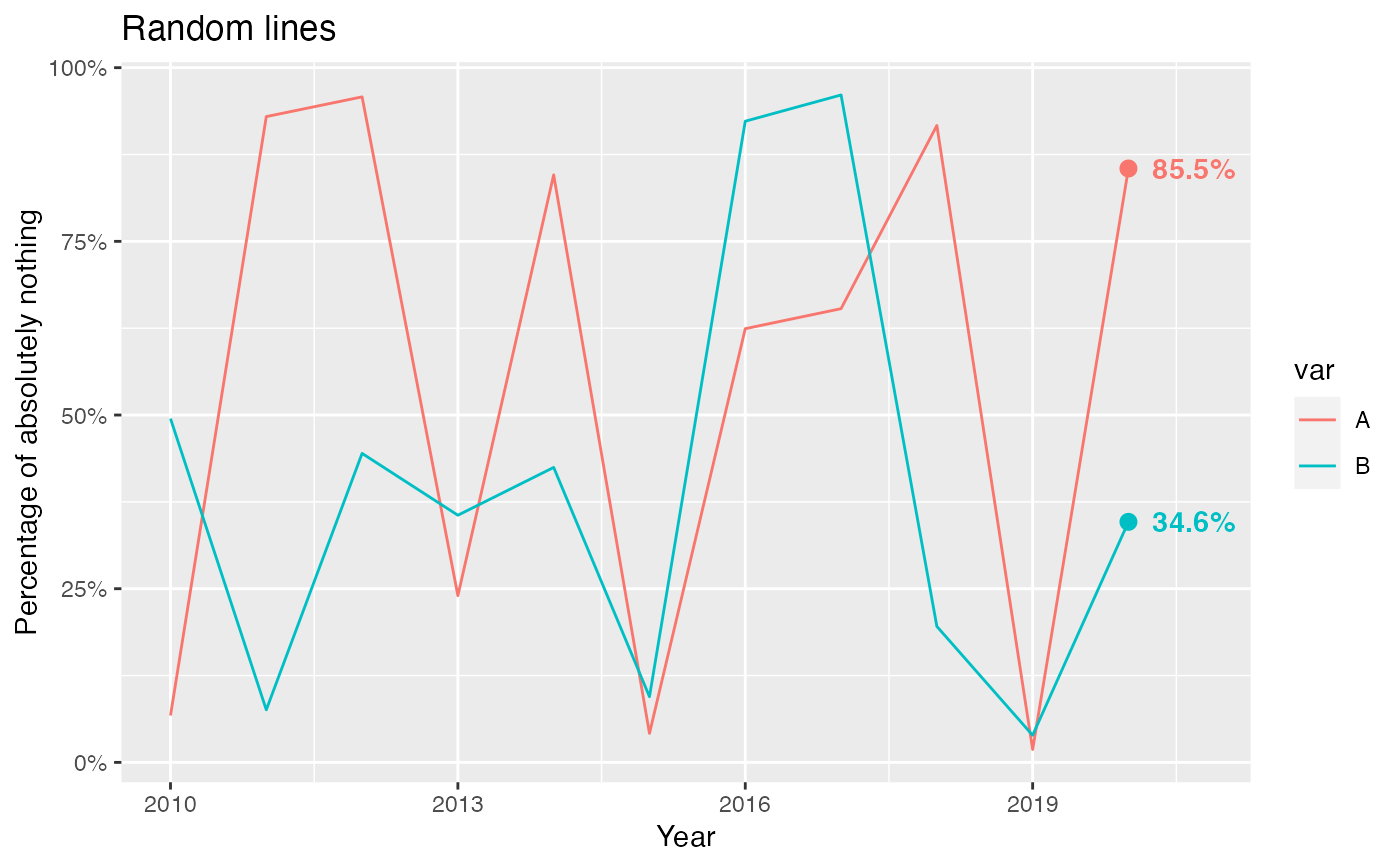 Random lines
Percentage of absolutely nothing
100%
75%
50%
25%
0%
85.5%
34.6%
2010
2013
2016
2019
Year
var
A
B